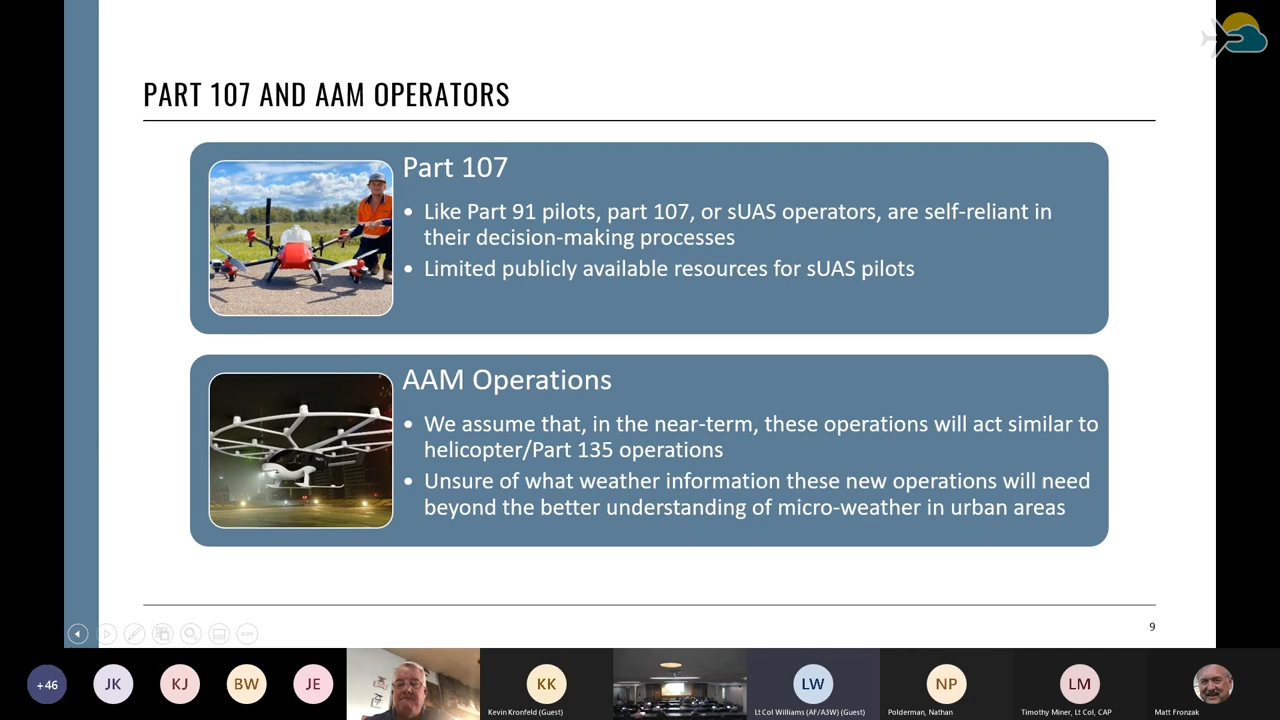 PART 107 AND AAM OPERATORS
Part 107
• Like Part 91 pilots, part 107, or sUAS operators, are self-reliant in
their decision-making processes
• Limited publicly available resources for sUAS pilots
AAM Operations
• We assume that, in the near-term, these operations will act similar to
helicopter/Part 135 operations
• Unsure of what weather information these new operations will need
beyond the better understanding of micro-weather in urban areas
9
+46
JK
KJ
BW
JE
KK
Kevin Kronfeld (Guest)
LW
Lt Col Williams (AF/A3W) (Guest)
NP
Polderman, Nathan
LM
Timothy Miner, Lt Col, CAP
Matt Fronzak